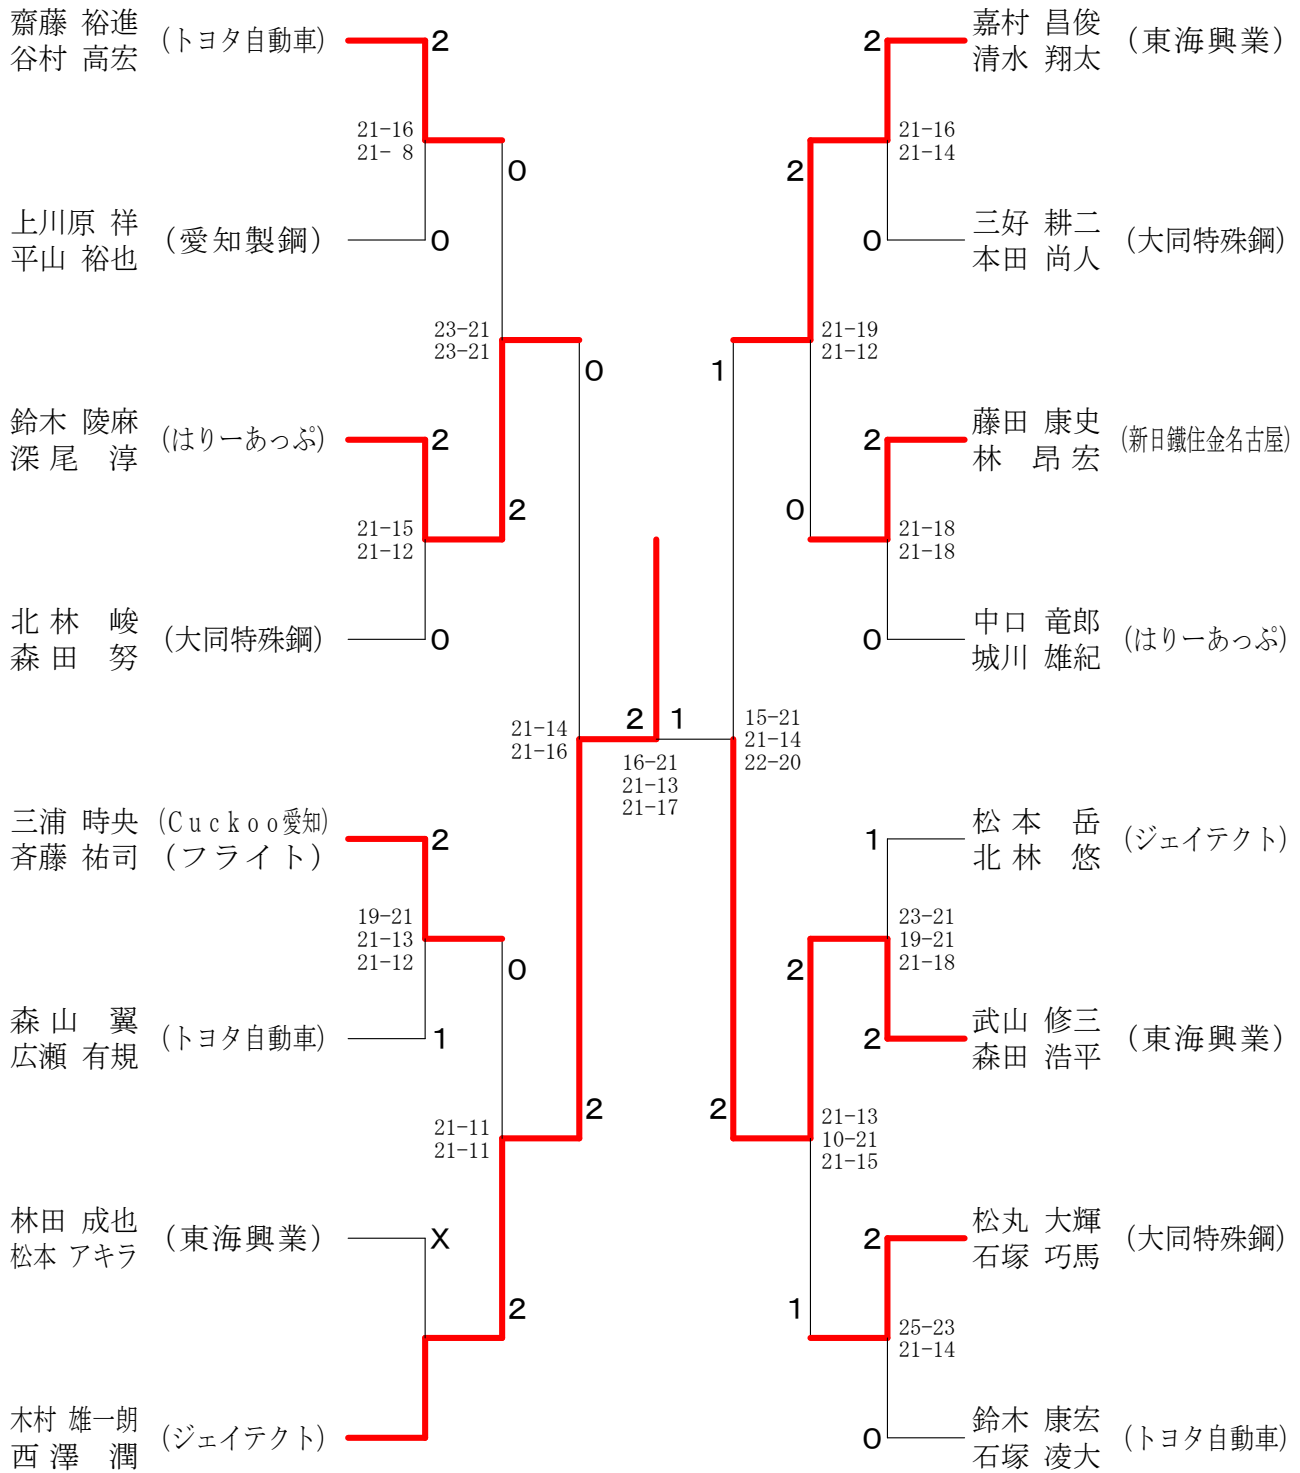 齋藤 裕進 (トヨタ自動車) 2
谷村 高宏
21-16
21- 8
0
上川原 祥 (愛知製鋼) 0
平山 裕也
23-21
23-21
0
鈴木 陵麻 (はりーあっぷ) 2
深尾 淳
21-15
21-12
2
北林 峻 (大同特殊鋼) 0
森田 努
21-14
21-16
三浦 時央 (Cuckoo愛知) 2
斉藤 祐司 (フライト)
19-21
21-13
21-12
0
森山 翼 (トヨタ自動車) 1
広瀬 有規
21-11
21-11
2
林田 成也 (東海興業) X
松本 アキラ
2
木村 雄一朗 (ジェイテクト)
西澤 潤
2 1
16-21
21-13
21-17
2 嘉村 昌俊 (東海興業)
清水 翔太
21-16
21-14
2
0 三好 耕二 (大同特殊鋼)
本田 尚人
21-19
21-12
1
2 藤田 康史 (新日鐵住金名古屋)
林 昂宏
0
21-18
21-18
0 中口 竜郎 (はりーあっぷ)
城川 雄紀
15-21
21-14
22-20
1 松本 岳 (ジェイテクト)
北林 悠
23-21
19-21
21-18
2
2 武山 修三 (東海興業)
森田 浩平
2
21-13
10-21
21-15
2 松丸 大輝 (大同特殊鋼)
石塚 巧馬
1
25-23
21-14
0 鈴木 康宏 (トヨタ自動車)
石塚 凌大